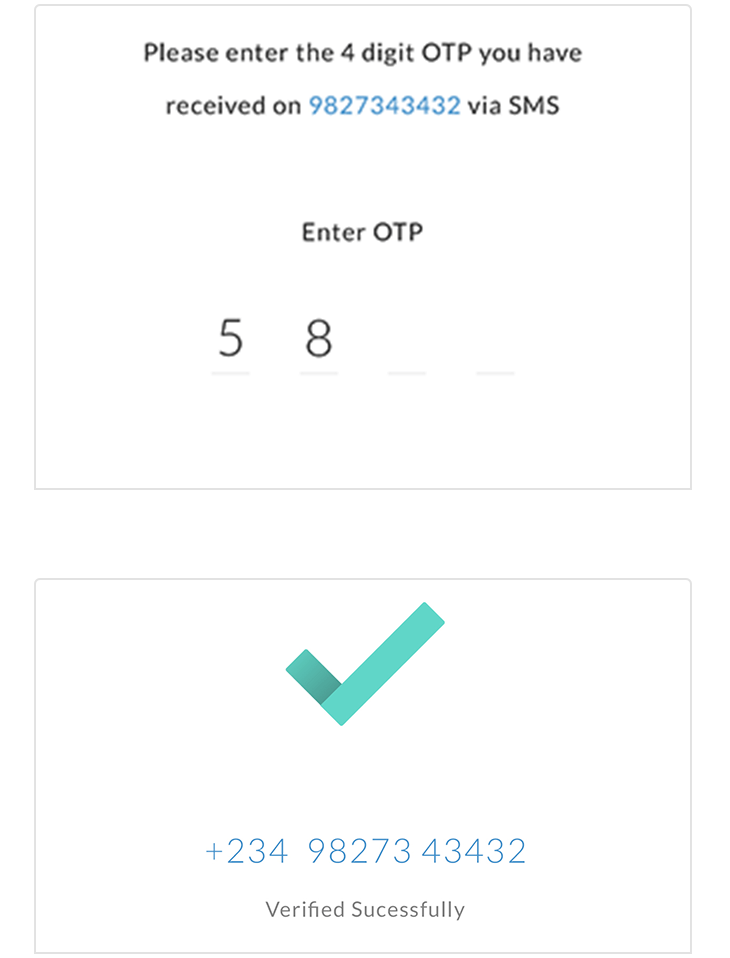 Please enter the 4 digit OTP you have
received on 9827343432 via SMS
Enter OTP
5 8
+234 98273 43432
Verified Sucessfully